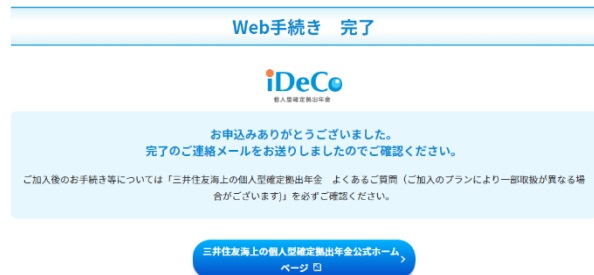 Web手続き 完了
iDeCo
個人型確定拠出年金
お申込みありがとうございました。
完了のご連絡メールをお送りしましたのでご確認ください。
ご加入後のお手続き等については「三井住友海上の個人型確定拠出年金　よくあるご質問（ご加入のプランにより一部取扱が異なる場
合がございます)」を必ずご確認ください。
三井住友海上の個人型確定拠出年金公式ホーム
ページ